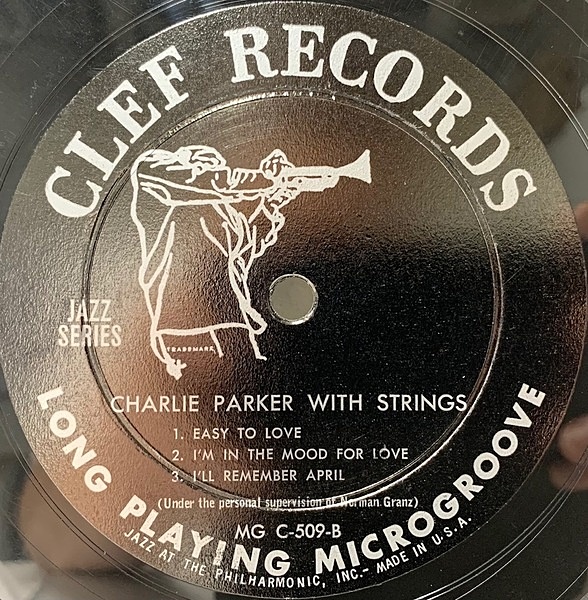 CLEF RECORDS
JAZZ
SERIES
TRADEMARK
CHARLIE PARKER WITH STRINGS
1. EASY TO LOVE
2. I'M IN THE MOOD FOR LOVE
3. I'LL REMEMBER APRIL
(Under the personal supervision of Norman Granz)
MG C-509-B
LONG PLAYING MICROGROOVE
JAZZ AT THE PHILHARMONIC, INC.- MADE IN U.S.A.